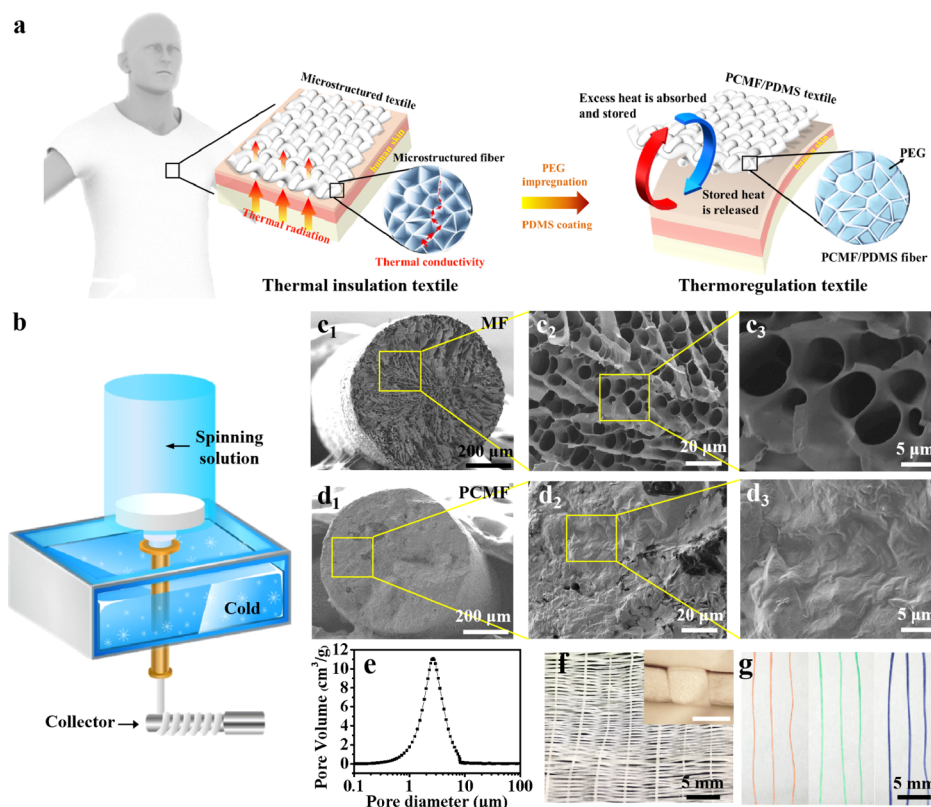 a
Microstructured textile
human skin
Microstructured fiber
Thermal radiation
Thermal conductivity
Thermal insulation textile
PEG
impregnation
PDMS coating
PCMF/PDMS textile
Excess heat is absorbed
and stored
human skin
PEG
Stored heat
is released
PCMF/PDMS fiber
Thermoregulation textile
b
Spinning
solution
Cold
Collector
c1
MF
200 μm
c2
20 μm
c3
5 μm
d1
PCMF
200 μm
d2
20 μm
d3
5 μm
e
Pore Volume (cm³/g)
12
10
8
6
4
2
0
0.1
1
10
100
Pore diameter (μm)
f
5 mm
g
5 mm